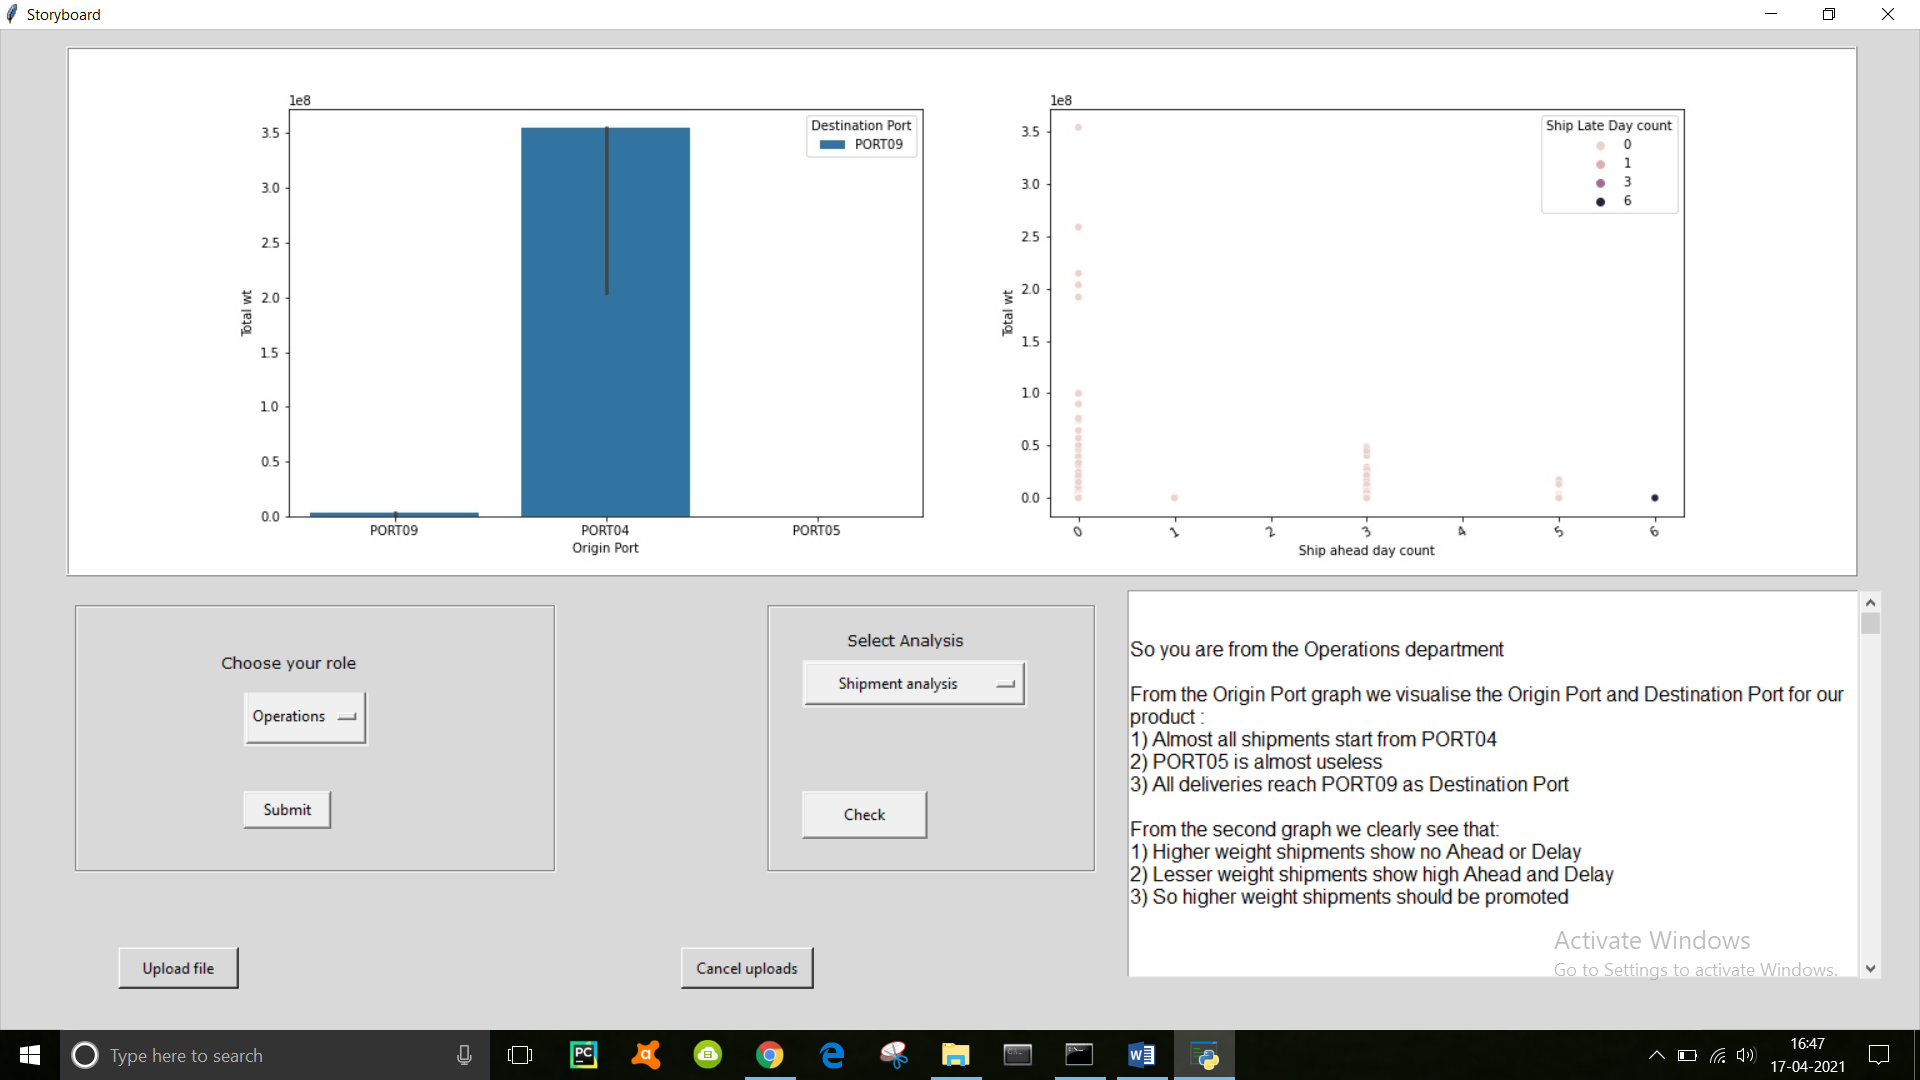 Storyboard
1e8
3.5
3.0
2.5
2.0
1.5
1.0
0.5
0.0
Total wt
PORT09
PORT04
PORT05
Origin Port
Destination Port
PORT09
1e8
3.5
3.0
2.5
2.0
1.5
1.0
0.5
0.0
Total wt
0
1
2
3
4
5
6
Ship ahead day count
Ship Late Day count
0
1
3
6
Choose your role
Operations
Submit
Select Analysis
Shipment analysis
Check
Upload file
Cancel uploads
So you are from the Operations department
From the Origin Port graph we visualise the Origin Port and Destination Port for our
product :
1) Almost all shipments start from PORT04
2) PORT05 is almost useless
3) All deliveries reach PORT09 as Destination Port
From the second graph we clearly see that:
1) Higher weight shipments show no Ahead or Delay
2) Lesser weight shipments show high Ahead and Delay
3) So higher weight shipments should be promoted
Activate Windows
Go to Settings to activate Windows.
Type here to search
PC
16:47
17-04-2021